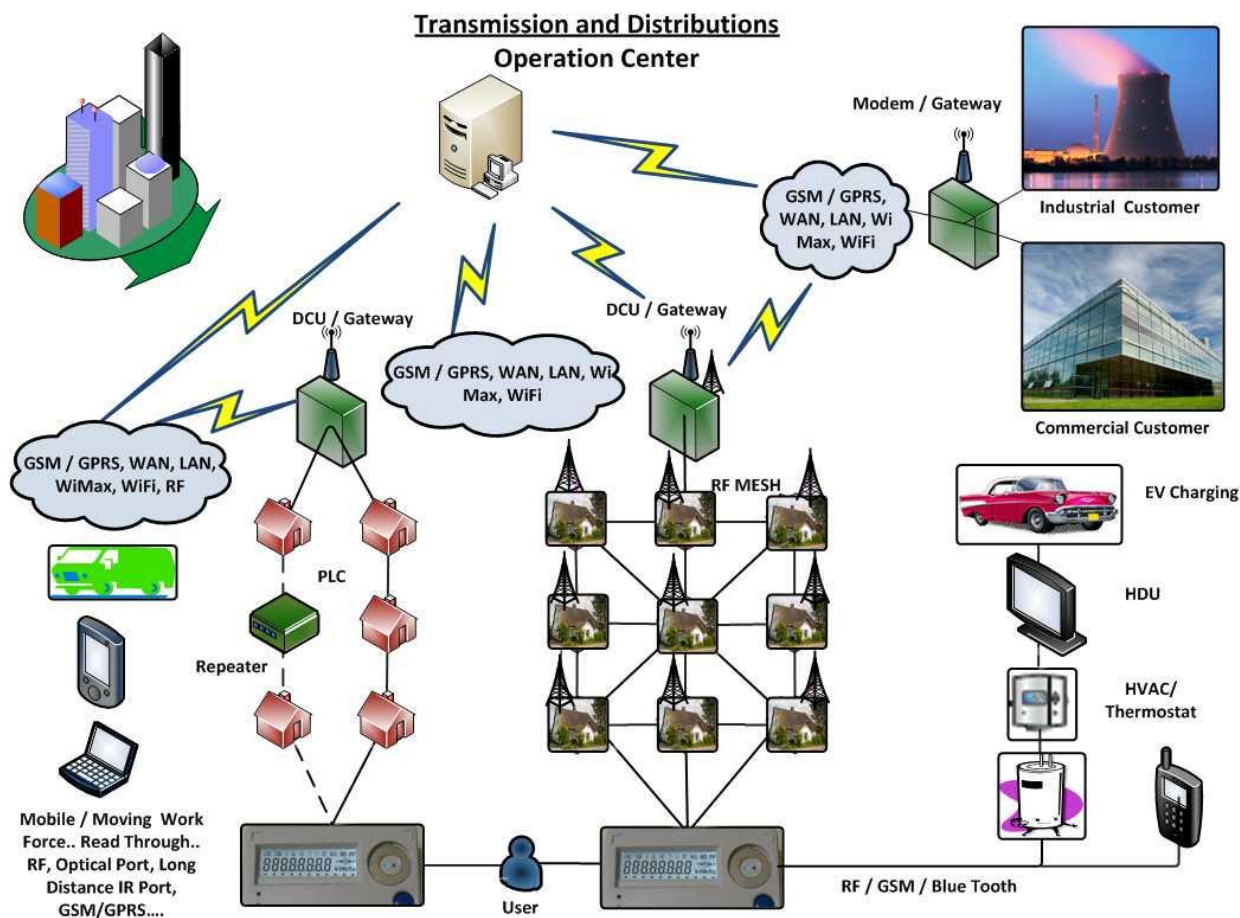 Transmission and Distributions
Operation Center
Modem / Gateway
GSM / GPRS,
WAN, LAN, Wi
Max, WiFi
Industrial Customer
DCU / Gateway
DCU / Gateway
GSM / GPRS, WAN, LAN, Wi
Max, WiFi
Commercial Customer
GSM / GPRS, WAN, LAN,
WiMax, WiFi, RF
RF MESH
EV Charging
PLC
HDU
Repeater
HVAC/
Thermostat
Mobile / Moving Work
Force.. Read Through..
RF, Optical Port, Long
Distance IR Port,
GSM/GPRS....
User
RF / GSM / Blue Tooth